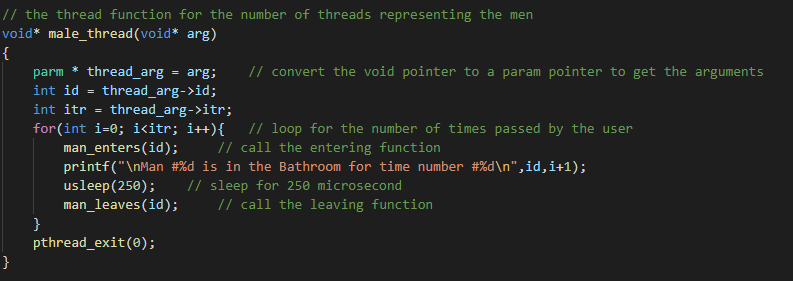 // the thread function for the number of threads representing the men
void* male_thread(void* arg)
{
    parm * thread_arg = arg;    // convert the void pointer to a param pointer to get the arguments
    int id = thread_arg->id;
    int itr = thread_arg->itr;
    for(int i=0; i<itr; i++){   // loop for the number of times passed by the user
        man_enters(id);     // call the entering function
        printf("\nMan #%d is in the Bathroom for time number #%d\n",id,i+1);
        usleep(250);    // sleep for 250 microsecond
        man_leaves(id);     // call the leaving function
    }
    pthread_exit(0);
}